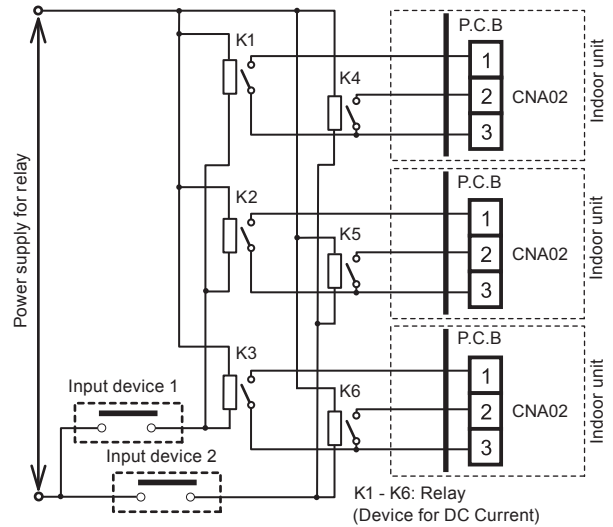 P.C.B
K1
1
K4
2
CNA02
3
Indoor unit
P.C.B
K2
1
K5
2
CNA02
3
Indoor unit
P.C.B
K3
1
K6
2
CNA02
3
Indoor unit
Power supply for relay
Input device 1
Input device 2
K1 - K6: Relay
(Device for DC Current)